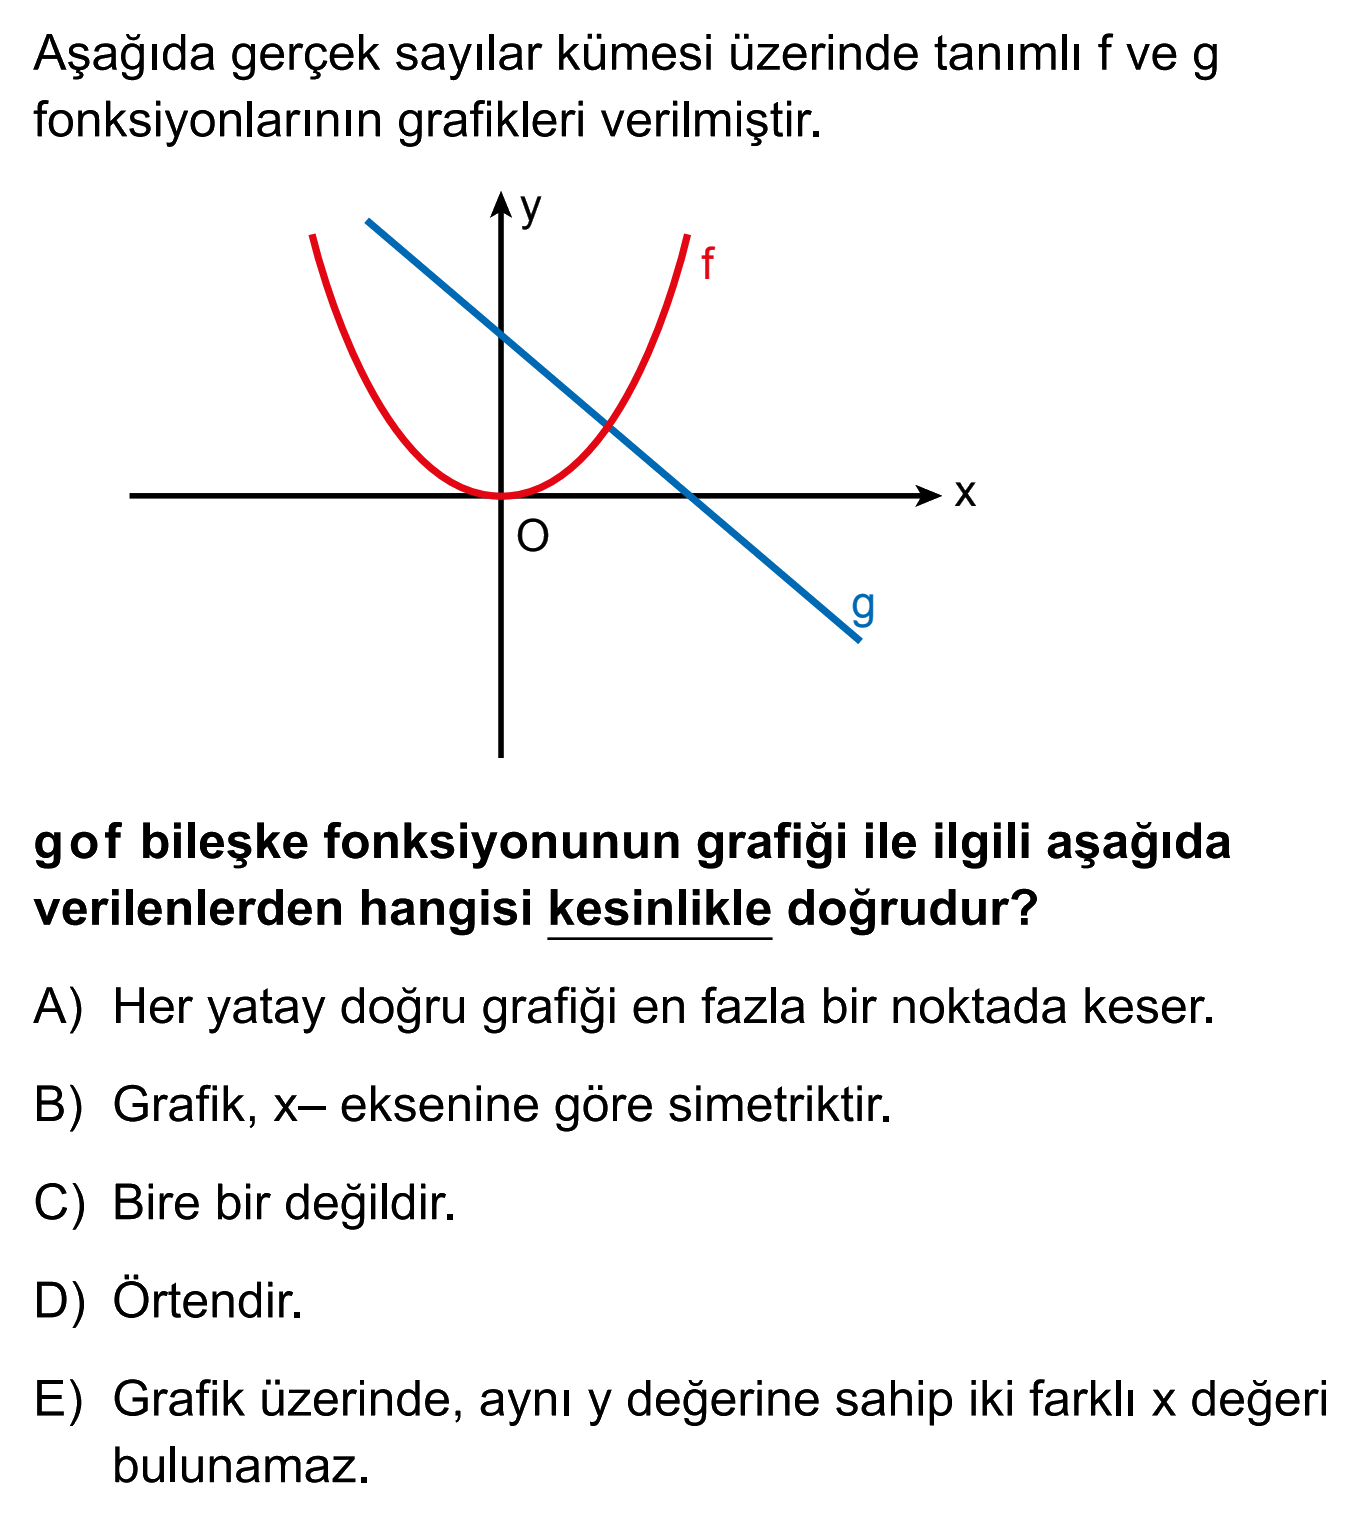 Aşağıda gerçek sayılar kümesi üzerinde tanımlı f ve g
fonksiyonlarının grafikleri verilmiştir.
y
f
x
O
g
gof bileşke fonksiyonunun grafiği ile ilgili aşağıda
verilenlerden hangisi kesinlikle doğrudur?
A) Her yatay doğru grafiği en fazla bir noktada keser.
B) Grafik, x– eksenine göre simetriktir.
C) Bire bir değildir.
D) Örtendir.
E) Grafik üzerinde, aynı y değerine sahip iki farklı x değeri
bulunamaz.